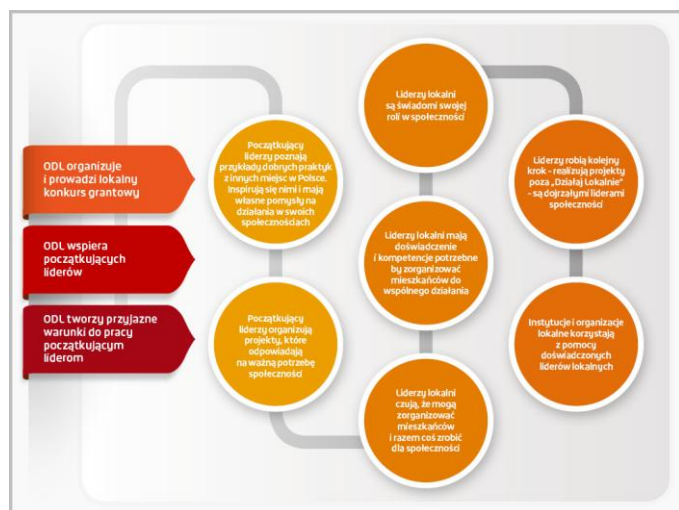 ODL organizuje
i prowadzi lokalny
konkurs grantowy
ODL wspiera
początkujących
liderów
ODL tworzy przyjazne
warunki do pracy
początkującym
liderom
Początkujący
liderzy poznają
przykłady dobrych praktyk
z innych miejsc w Polsce.
Inspirują się nimi i mają
własne pomysły na
działania w swoich
społecznościach
Początkujący
liderzy organizują
projekty, które
odpowiadają
na ważną potrzebę
społeczności
Liderzy lokalni
są świadomi swojej
roli w społeczności
Liderzy lokalni mają
doświadczenie
i kompetencje potrzebne
by zorganizować
mieszkańców do
wspólnego działania
Liderzy lokalni
czują, że mogą
zorganizować
mieszkańców
i razem coś zrobić
dla społeczności
Liderzy robią kolejny
krok - realizują projekty
poza „Działaj Lokalnie"
- są dojrzałymi liderami
społeczności
Instytucje i organizacje
lokalne korzystają
z pomocy
doświadczonych
liderów lokalnych